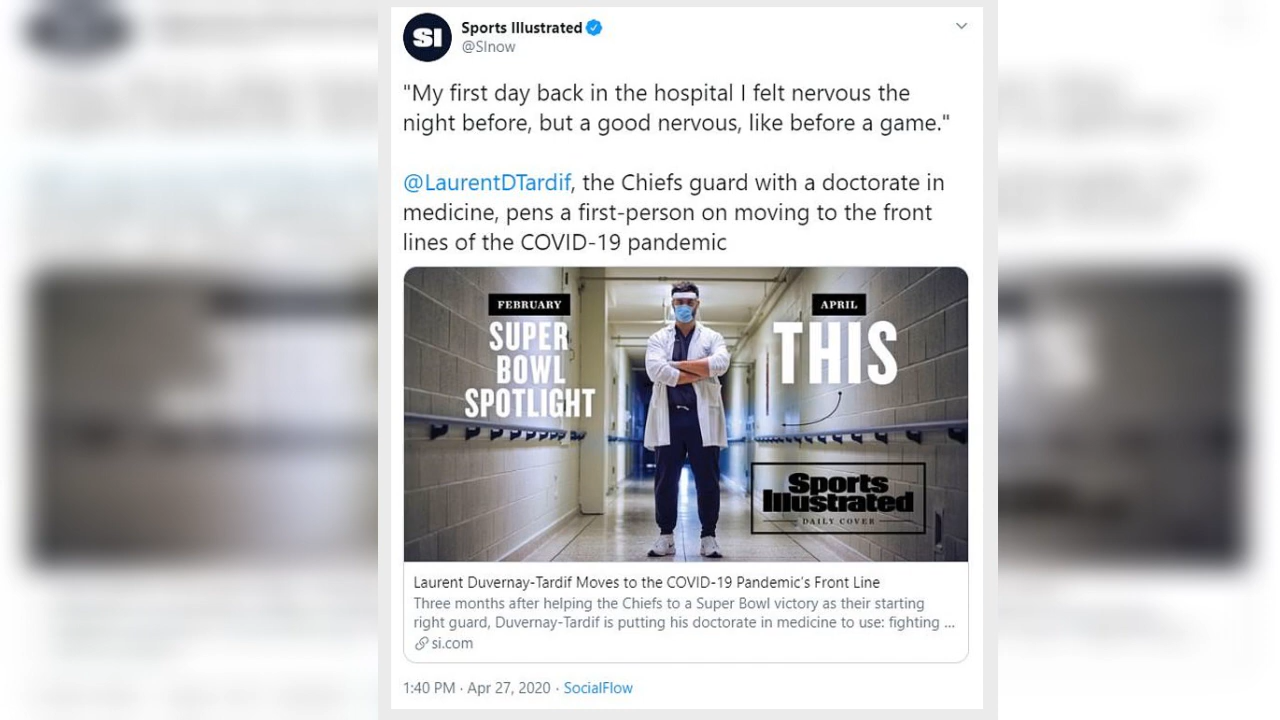 SI
Sports Illustrated
@SInow
"My first day back in the hospital I felt nervous the
night before, but a good nervous, like before a game."
@LaurentDTardif, the Chiefs guard with a doctorate in
medicine, pens a first-person on moving to the front
lines of the COVID-19 pandemic
FEBRUARY
SUPER
BOWL
SPOTLIGHT
APRIL
THIS
Sports
Illustrated
DAILY COVER
Laurent Duvernay-Tardif Moves to the COVID-19 Pandemic's Front Line
Three months after helping the Chiefs to a Super Bowl victory as their starting
right guard, Duvernay-Tardif is putting his doctorate in medicine to use: fighting ...
si.com
1:40 PM · Apr 27, 2020 · SocialFlow